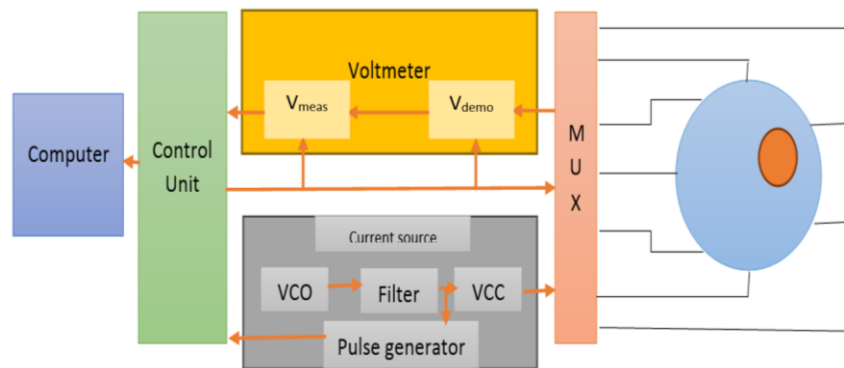 Computer
Control
Unit
Voltmeter
Vmeas
Vdemo
M
U
X
Current source
VCO
Filter
VCC
Pulse generator